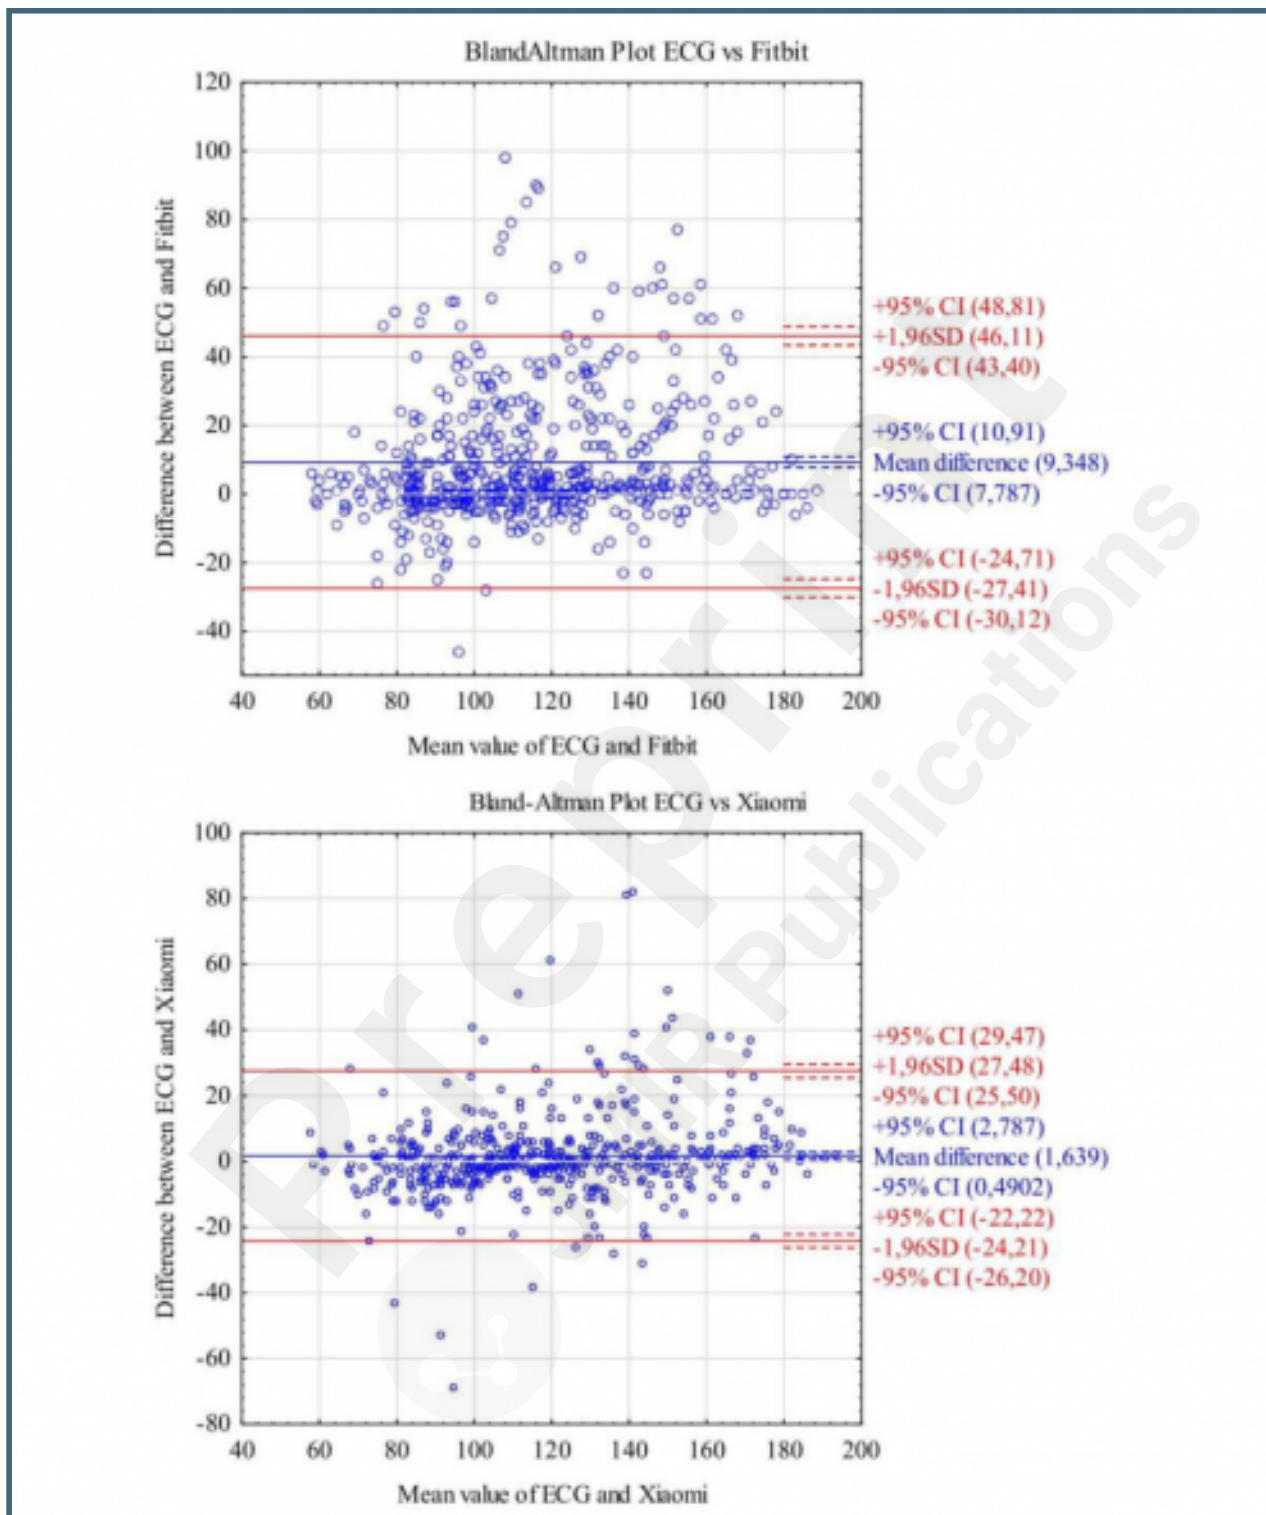 BlandAltman Plot ECG vs Fitbit
120
100
80
60
40
20
0
-20
-40
Difference between ECG and Fitbit
+95% CI (48,81)
+1,96SD (46,11)
-95% CI (43,40)
+95% CI (10,91)
Mean difference (9,348)
-95% CI (7,787)
+95% CI (-24,71)
-1,96SD (-27,41)
-95% CI (-30,12)
40 60 80 100 120 140 160 180 200
Mean value of ECG and Fitbit
Bland-Altman Plot ECG vs Xiaomi
100
80
60
40
20
0
-20
-40
-60
-80
Difference between ECG and Xiaomi
+95% CI (29,47)
+1,96SD (27,48)
-95% CI (25,50)
+95% CI (2,787)
Mean difference (1,639)
-95% CI (0,4902)
+95% CI (-22,22)
-1,96SD (-24,21)
-95% CI (-26,20)
40 60 80 100 120 140 160 180 200
Mean value of ECG and Xiaomi
Preprint
JMIR Publications